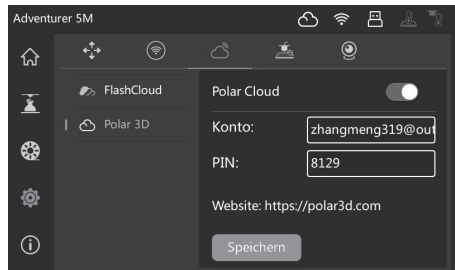 Adventurer 5M
FlashCloud
Polar 3D
Polar Cloud
Konto:
zhangmeng319@out
PIN:
8129
Website: https://polar3d.com
Speichern